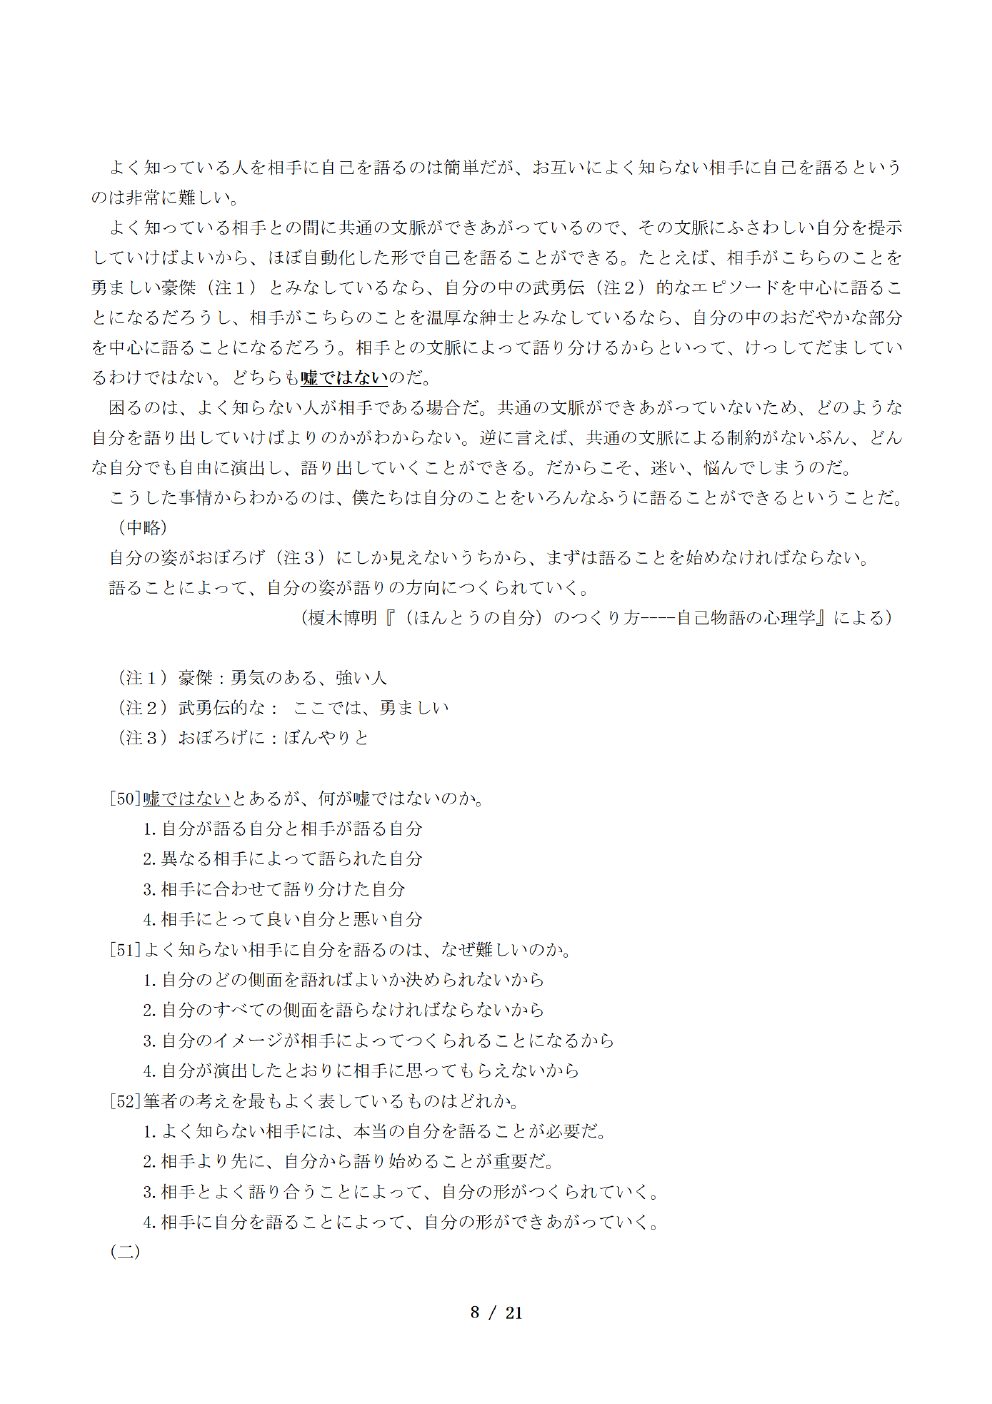 よく知っている人を相手に自己を語るのは簡単だが、お互いによく知らない相手に自己を語るという
のは非常に難しい。
よく知っている相手との間に共通の文脈ができあがっているので、その文脈にふさわしい自分を提示
していけばよいから、ほぼ自動化した形で自己を語ることができる。たとえば、相手がこちらのことを
勇ましい豪傑（注１）とみなしているなら、自分の中の武勇伝（注２）的なエピソードを中心に語るこ
とになるだろうし、相手がこちらのことを温厚な紳士とみなしているなら、自分の中のおだやかな部分
を中心に語ることになるだろう。相手との文脈によって語り分けるからといって、けっしてだましてい
るわけではない。どちらも嘘ではないのだ。
困るのは、よく知らない人が相手である場合だ。共通の文脈ができあがっていないため、どのような
自分を語り出していけばよりのかがわからない。逆に言えば、共通の文脈による制約がないぶん、どん
な自分でも自由に演出し、語り出していくことができる。だからこそ、迷い、悩んでしまうのだ。
こうした事情からわかるのは、僕たちは自分のことをいろんなふうに語ることができるということだ。
（中略）
自分の姿がおぼろげ（注３）にしか見えないうちから、まずは語ることを始めなければならない。
語ることによって、自分の姿が語りの方向につくられていく。
（榎木博明『（ほんとうの自分）のつくり方----自己物語の心理学』による）
（注１）豪傑：勇気のある、強い人
（注２）武勇伝的な： ここでは、勇ましい
（注３）おぼろげに：ぼんやりと
[50]嘘ではないとあるが、何が嘘ではないのか。
1.自分が語る自分と相手が語る自分
2.異なる相手によって語られた自分
3.相手に合わせて語り分けた自分
4.相手にとって良い自分と悪い自分
[51]よく知らない相手に自分を語るのは、なぜ難しいのか。
1.自分のどの側面を語ればよいか決められないから
2.自分のすべての側面を語らなければならないから
3.自分のイメージが相手によってつくられることになるから
4.自分が演出したとおりに相手に思ってもらえないから
[52]筆者の考えを最もよく表しているものはどれか。
1.よく知らない相手には、本当の自分を語ることが必要だ。
2.相手より先に、自分から語り始めることが重要だ。
3.相手とよく語り合うことによって、自分の形がつくられていく。
4.相手に自分を語ることによって、自分の形ができあがっていく。
（二）
8 / 21